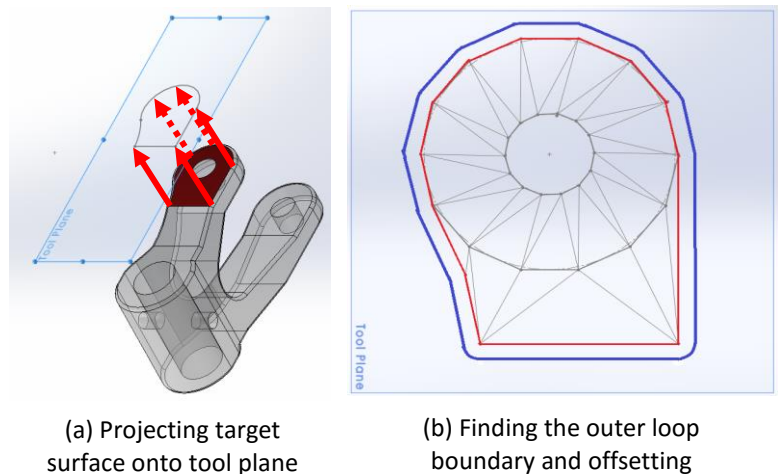 Tool Plane
Tool Plane
(a) Projecting target
surface onto tool plane
(b) Finding the outer loop
boundary and offsetting